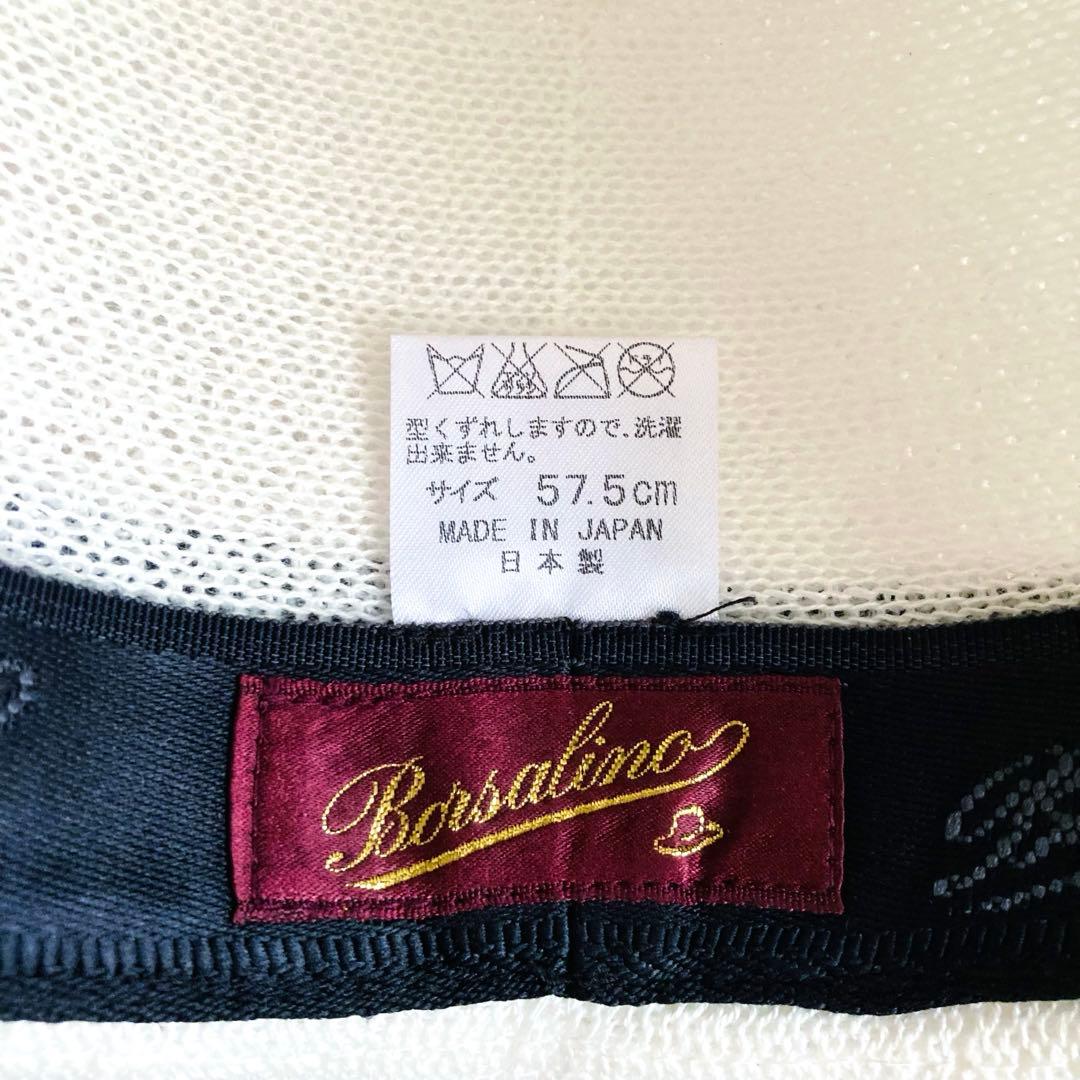 型くずれしますので、洗濯
出来ません。
サイズ 57.5cm
MADE IN JAPAN
日本製
Borsalino